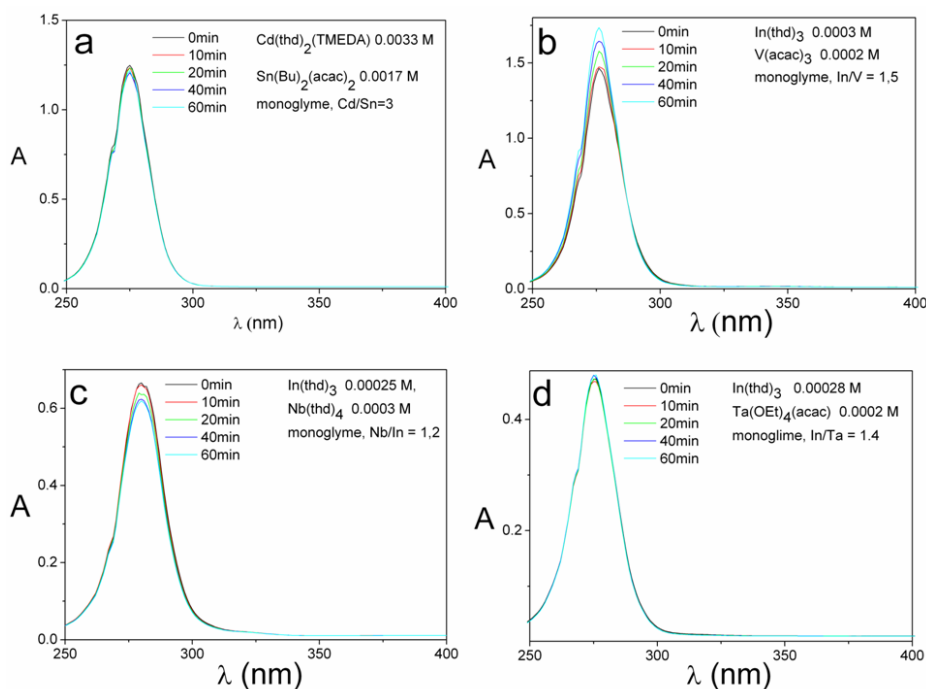 a
0min
10min
20min
40min
60min
Cd(thd)2(TMEDA) 0.0033 M
Sn(Bu)2(acac)2 0.0017 M
monoglyme, Cd/Sn=3
A
1.5
1.0
0.5
0.0
250 300 350 400
λ (nm)
b
0min
10min
20min
40min
60min
In(thd)3 0.0003 M
V(acac)3 0.0002 M
monoglyme, In/V = 1,5
A
1.5
1.0
0.5
0.0
250 300 350 400
λ (nm)
c
0min
10min
20min
40min
60min
In(thd)3 0.00025 M,
Nb(thd)4 0.0003 M
monoglyme, Nb/In = 1,2
A
0.6
0.4
0.2
0.0
250 300 350 400
λ (nm)
d
0min
10min
20min
40min
60min
In(thd)3 0.00028 M
Ta(OEt)4(acac) 0.0002 M
monoglime, In/Ta = 1.4
A
0.4
0.2
250 300 350 400
λ (nm)